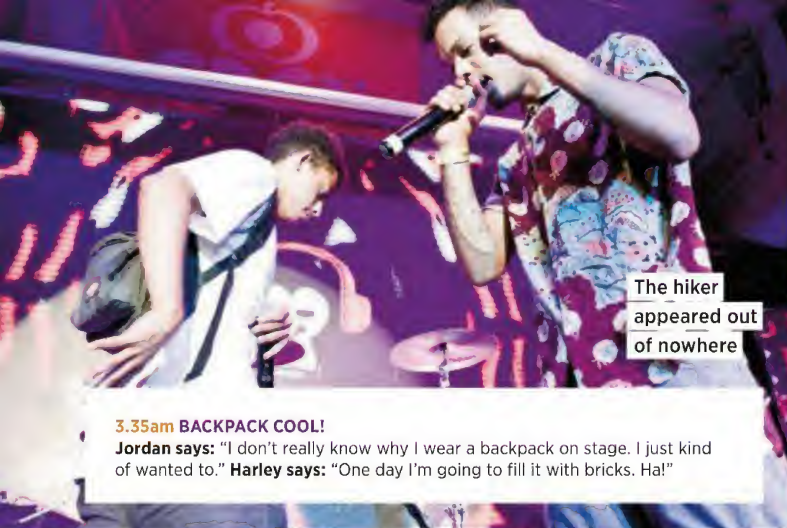 The hiker
appeared out
of nowhere
3.35am BACKPACK COOL!
Jordan says: “I don’t really know why I wear a backpack on stage. I just kind
of wanted to.” Harley says: “One day I’m going to fill it with bricks. Ha!”